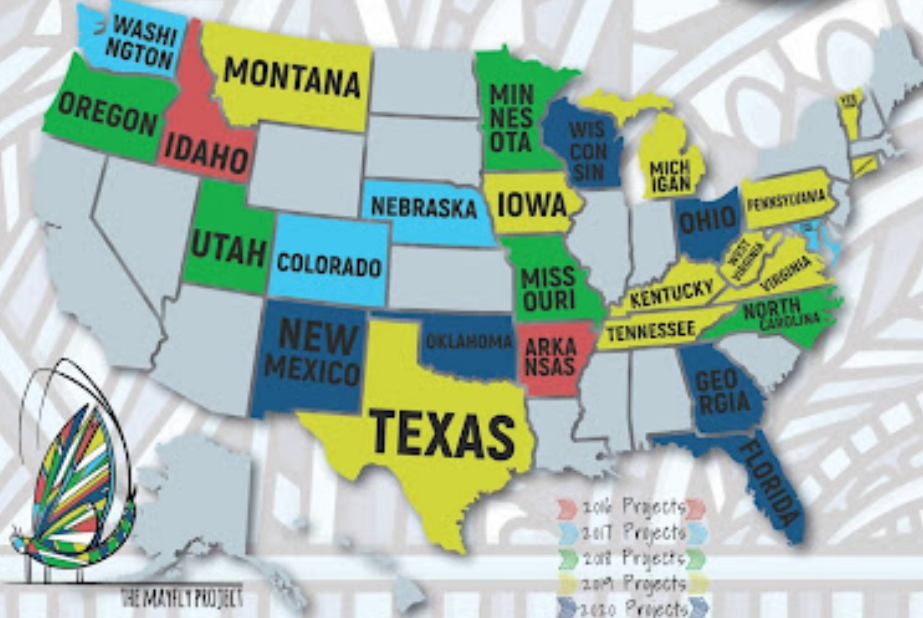 WASHI
NGTON
MONTANA
OREGON
IDAHO
MIN
NES
OTA
WIS
CON
SIN
MICH
IGAN
NEBRASKA
IOWA
OHIO
PENNSYLVANIA
UTAH
COLORADO
WEST
VIRGINIA
VIRGINIA
MISS
OURI
KENTUCKY
NORTH
CAROLINA
TENNESSEE
NEW
MEXICO
OKLAHOMA
ARKA
NSAS
GEO
RGIA
TEXAS
FLORIDA
2016 Projects
2017 Projects
2018 Projects
2019 Projects
2020 Projects
THE MAYFLY PROJECT